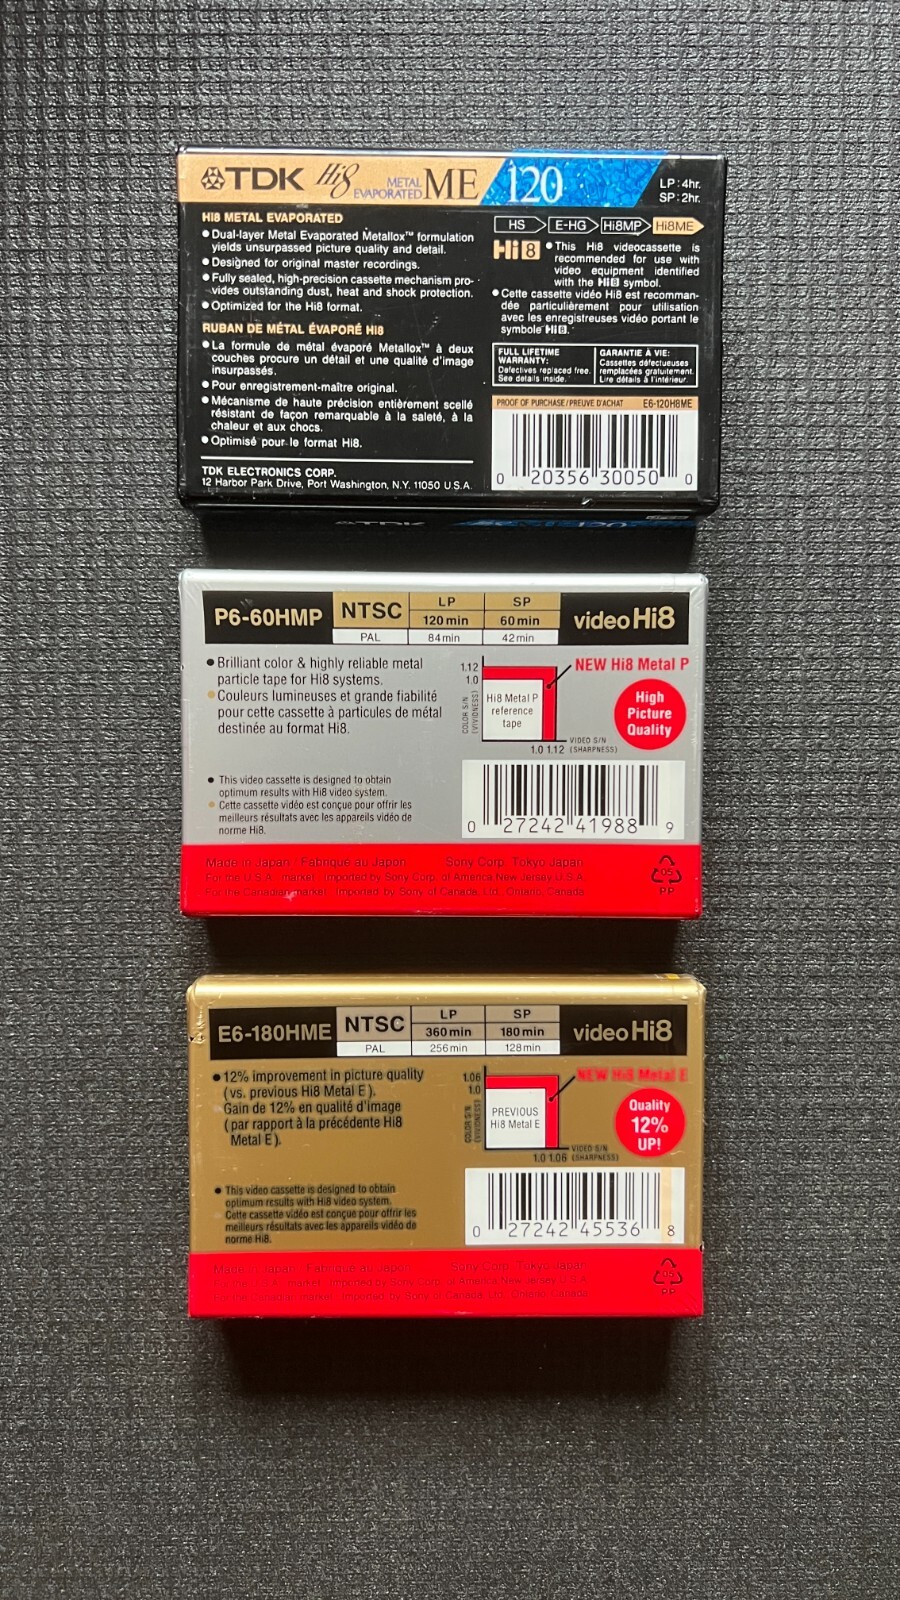 TDK Hi8 METAL EVAPORATED ME 120 LP:4hr. SP:2hr.
Hi8 METAL EVAPORATED
● Dual-layer Metal Evaporated Metallox™ formulation
yields unsurpassed picture quality and detail.
● Designed for original master recordings.
● Fully sealed, high-precision cassette mechanism pro-
vides outstanding dust, heat and shock protection.
● Optimized for the Hi8 format.
RUBAN DE MÉTAL ÉVAPORÉ Hi8
● La formule de métal évaporé Metallox™ à deux
couches procure un détail et une qualité d'image
insurpassés.
● Pour enregistrement-maître original.
● Mécanisme de haute précision entièrement scellé
résistant de façon remarquable à la saleté, à la
chaleur et aux chocs.
● Optimisé pour le format Hi8.
TDK ELECTRONICS CORP.
12 Harbor Park Drive, Port Washington, N.Y. 11050 U.S.A.
HS E-HG Hi8MP Hi8ME
Hi8
● This Hi8 videocassette is
recommended for use with
video equipment identified
with the Hi8 symbol.
● Cette cassette vidéo Hi8 est recomman-
dée particulièrement pour utilisation
avec les enregistreuses vidéo portant le
symbole Hi8.
FULL LIFETIME
WARRANTY:
Defectives replaced free.
See details inside.
GARANTIE À VIE:
Cassettes défectueuses
remplacées gratuitement.
Lire détails à l'intérieur.
PROOF OF PURCHASE/PREUVE D'ACHAT E6-120H8ME
0 20356 30050 0
TDK 120
P6-60HMP NTSC LP SP video Hi8
120 min 60 min
PAL 84 min 42 min
● Brilliant color & highly reliable metal
particle tape for Hi8 systems.
● Couleurs lumineuses et grande fiabilité
pour cette cassette à particules de métal
destinée au format Hi8.
● This video cassette is designed to obtain
optimum results with Hi8 video system.
● Cette cassette vidéo est conçue pour offrir les
meilleurs résultats avec les appareils vidéo de
norme Hi8.
NEW Hi8 Metal P
1.12
1.0
COLOR S/N
(VIVIDNESS)
Hi8 Metal P
reference
tape
VIDEO S/N
1.0 1.12 (SHARPNESS)
High
Picture
Quality
0 27242 41988 9
Made in Japan Fabriqué au Japon Sony Corp. Tokyo Japan
For the U.S.A. market: Imported by Sony Corp. of America, New Jersey U.S.A.
For the Canadian market: Imported by Sony of Canada, Ltd. Ontario, Canada
05
PP
E6-180HME NTSC LP SP video Hi8
360 min 180 min
PAL 256 min 128 min
● 12% improvement in picture quality
(vs. previous Hi8 Metal E).
Gain de 12% en qualité d'image
(par rapport à la précédente Hi8
Metal E).
● This video cassette is designed to obtain
optimum results with Hi8 video system.
Cette cassette vidéo est conçue pour offrir les
meilleurs résultats avec les appareils vidéo de
norme Hi8.
NEW Hi8 Metal E
1.06
1.0
COLOR S/N
(VIVIDNESS)
PREVIOUS
Hi8 Metal E
VIDEO S/N
1.0 1.06 (SHARPNESS)
Quality
12%
UP!
0 27242 45536 8
Made in Japan Fabriqué au Japon Sony Corp. Tokyo Japan
For the U.S.A. market: Imported by Sony Corp. of America, New Jersey U.S.A.
For the Canadian market: Imported by Sony of Canada, Ltd. Ontario, Canada
05
PP